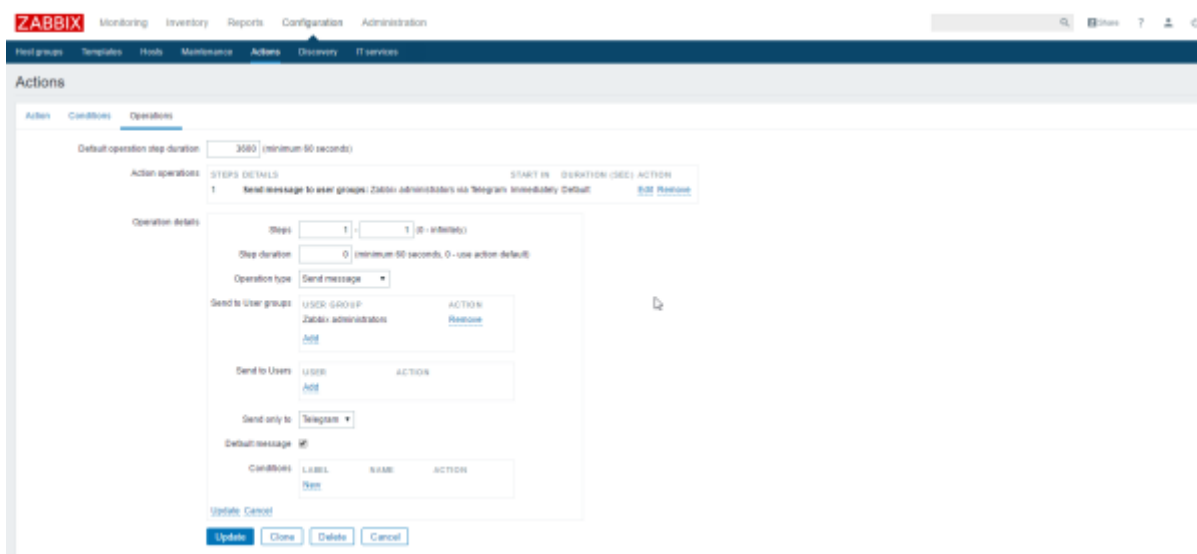 ZABBIX Monitoring Inventory Reports Configuration Administration Share ?
Host groups Templates Hosts Maintenance Actions Discovery IT services
Actions
Action Conditions Operations
Default operation step duration 3600 (minimum 60 seconds)
Action operations STEPS DETAILS START IN DURATION (SEC) ACTION
1 Send message to user groups: Zabbix administrators via Telegram Immediately Default Edit Remove
Operation details
Steps 1 - 1 (0 - infinitely)
Step duration 0 (minimum 60 seconds, 0 - use action default)
Operation type Send message
Send to User groups USER GROUP ACTION
Zabbix administrators Remove
Add
Send to Users USER ACTION
Add
Send only to Telegram
Default message
Conditions LABEL NAME ACTION
New
Update Cancel
Update Clone Delete Cancel